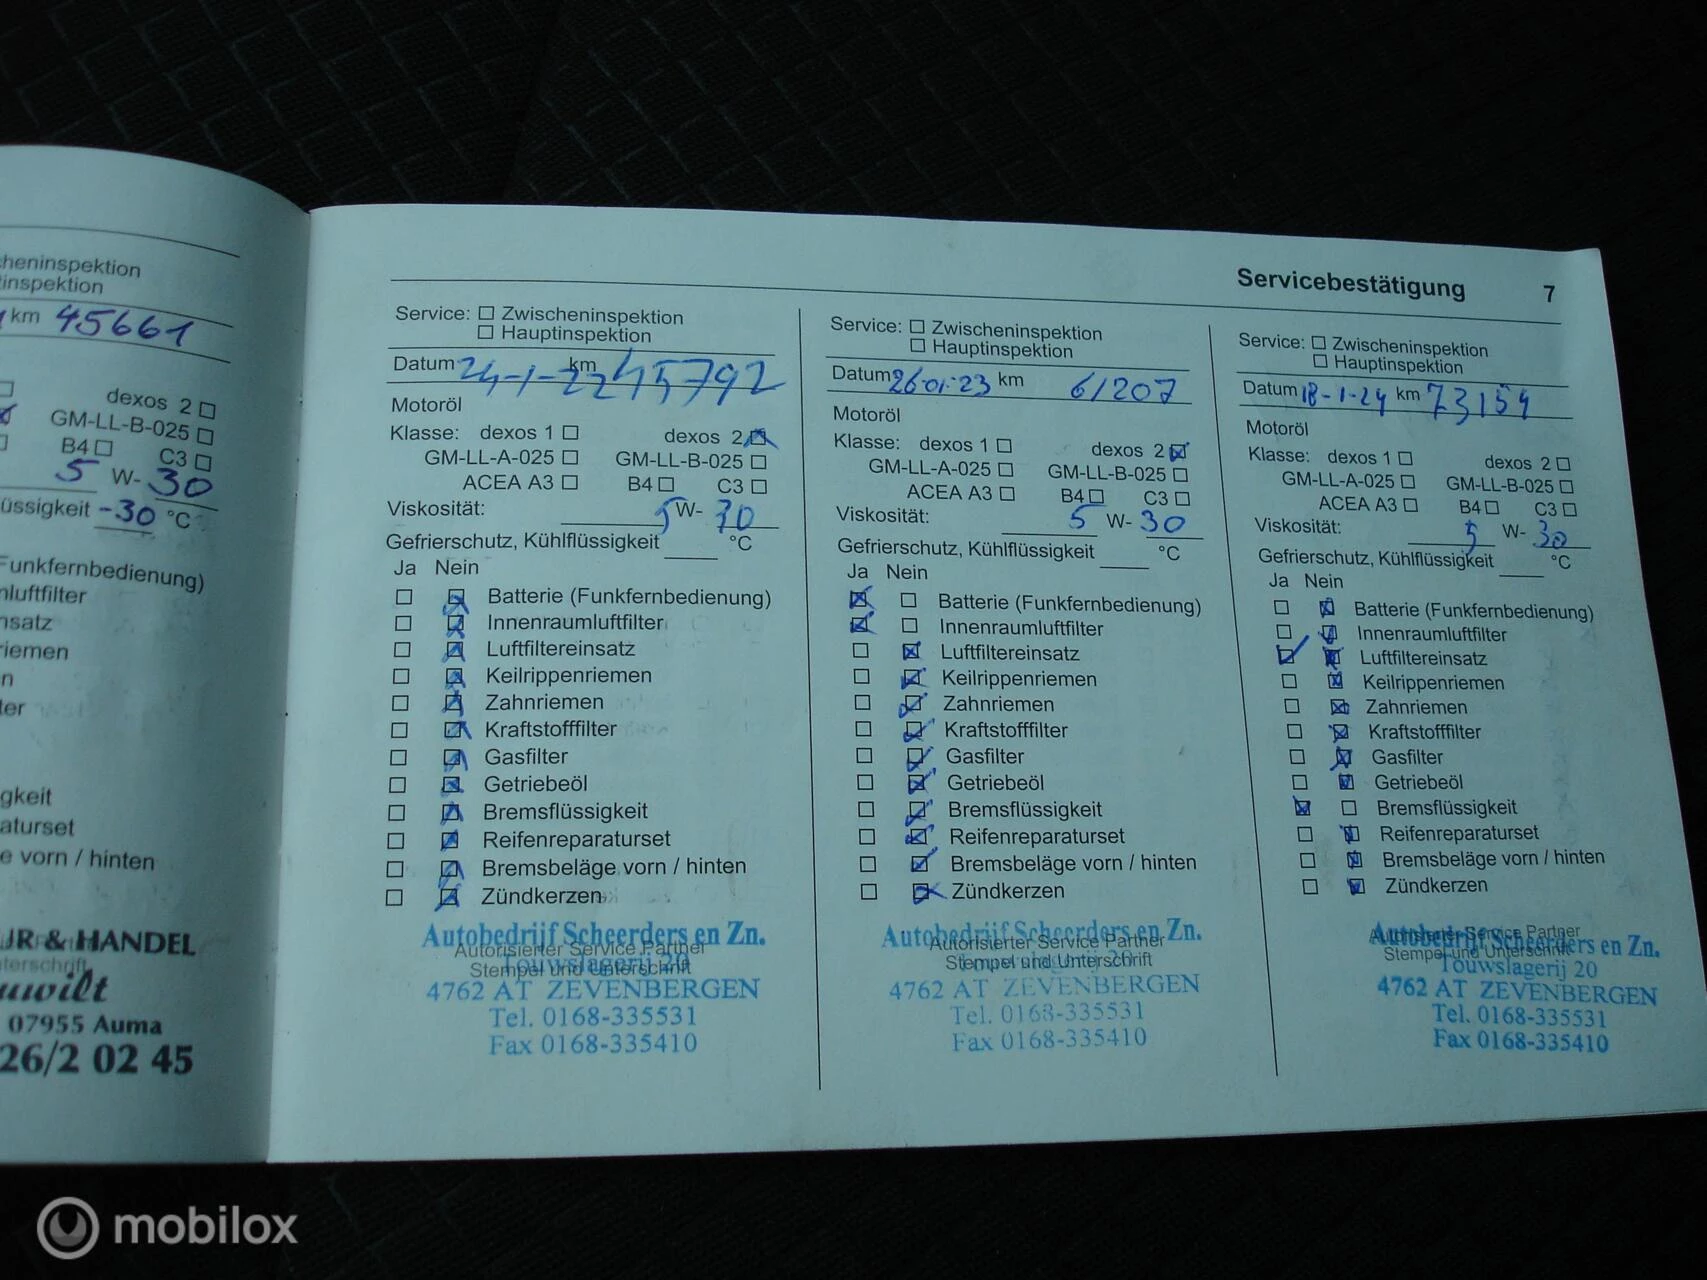 heninspektion
inspektion
km 45661
dexos 2
GM-LL-B-025
B4 C3
5 W-30
üssigkeit -30 °C
Funkfernbedienung)
luftfilter
satz
riemen
n
ter
gkeit
aturset
e vorn / hinten
UR & HANDEL
07955 Auma
26/2 02 45
Servicebestätigung 7
Service: Zwischeninspektion
Hauptinspektion
Datum 24-1-22 km 45792
Motoröl
Klasse: dexos 1 dexos 2
GM-LL-A-025 GM-LL-B-025
ACEA A3 B4 C3
Viskosität: 5 W-30
Gefrierschutz, Kühlflüssigkeit °C
Ja Nein
Batterie (Funkfernbedienung)
Innenraumluftfilter
Luftfiltereinsatz
Keilrippenriemen
Zahnriemen
Kraftstofffilter
Gasfilter
Getriebeöl
Bremsflüssigkeit
Reifenreparaturset
Bremsbeläge vorn / hinten
Zündkerzen
Autobedrijf Scheerders en Zn.
Autorisierter Service Partner
Stempel und Unterschrift
Touwslagerij 20
4762 AT ZEVENBERGEN
Tel. 0168-335531
Fax 0168-335410
Service: Zwischeninspektion
Hauptinspektion
Datum 26-01-23 km 61207
Motoröl
Klasse: dexos 1 dexos 2
GM-LL-A-025 GM-LL-B-025
ACEA A3 B4 C3
Viskosität: 5 W-30
Gefrierschutz, Kühlflüssigkeit °C
Ja Nein
Batterie (Funkfernbedienung)
Innenraumluftfilter
Luftfiltereinsatz
Keilrippenriemen
Zahnriemen
Kraftstofffilter
Gasfilter
Getriebeöl
Bremsflüssigkeit
Reifenreparaturset
Bremsbeläge vorn / hinten
Zündkerzen
Autobedrijf Scheerders en Zn.
Autorisierter Service Partner
Stempel und Unterschrift
Touwslagerij 20
4762 AT ZEVENBERGEN
Tel. 0168-335531
Fax 0168-335410
Service: Zwischeninspektion
Hauptinspektion
Datum 18-1-24 km 73154
Motoröl
Klasse: dexos 1 dexos 2
GM-LL-A-025 GM-LL-B-025
ACEA A3 B4 C3
Viskosität: 5 W-30
Gefrierschutz, Kühlflüssigkeit °C
Ja Nein
Batterie (Funkfernbedienung)
Innenraumluftfilter
Luftfiltereinsatz
Keilrippenriemen
Zahnriemen
Kraftstofffilter
Gasfilter
Getriebeöl
Bremsflüssigkeit
Reifenreparaturset
Bremsbeläge vorn / hinten
Zündkerzen
Autorisierter Service Partner
Autobedrijf Scheerders en Zn.
Stempel und Unterschrift
Touwslagerij 20
4762 AT ZEVENBERGEN
Tel. 0168-335531
Fax 0168-335410
mobilox